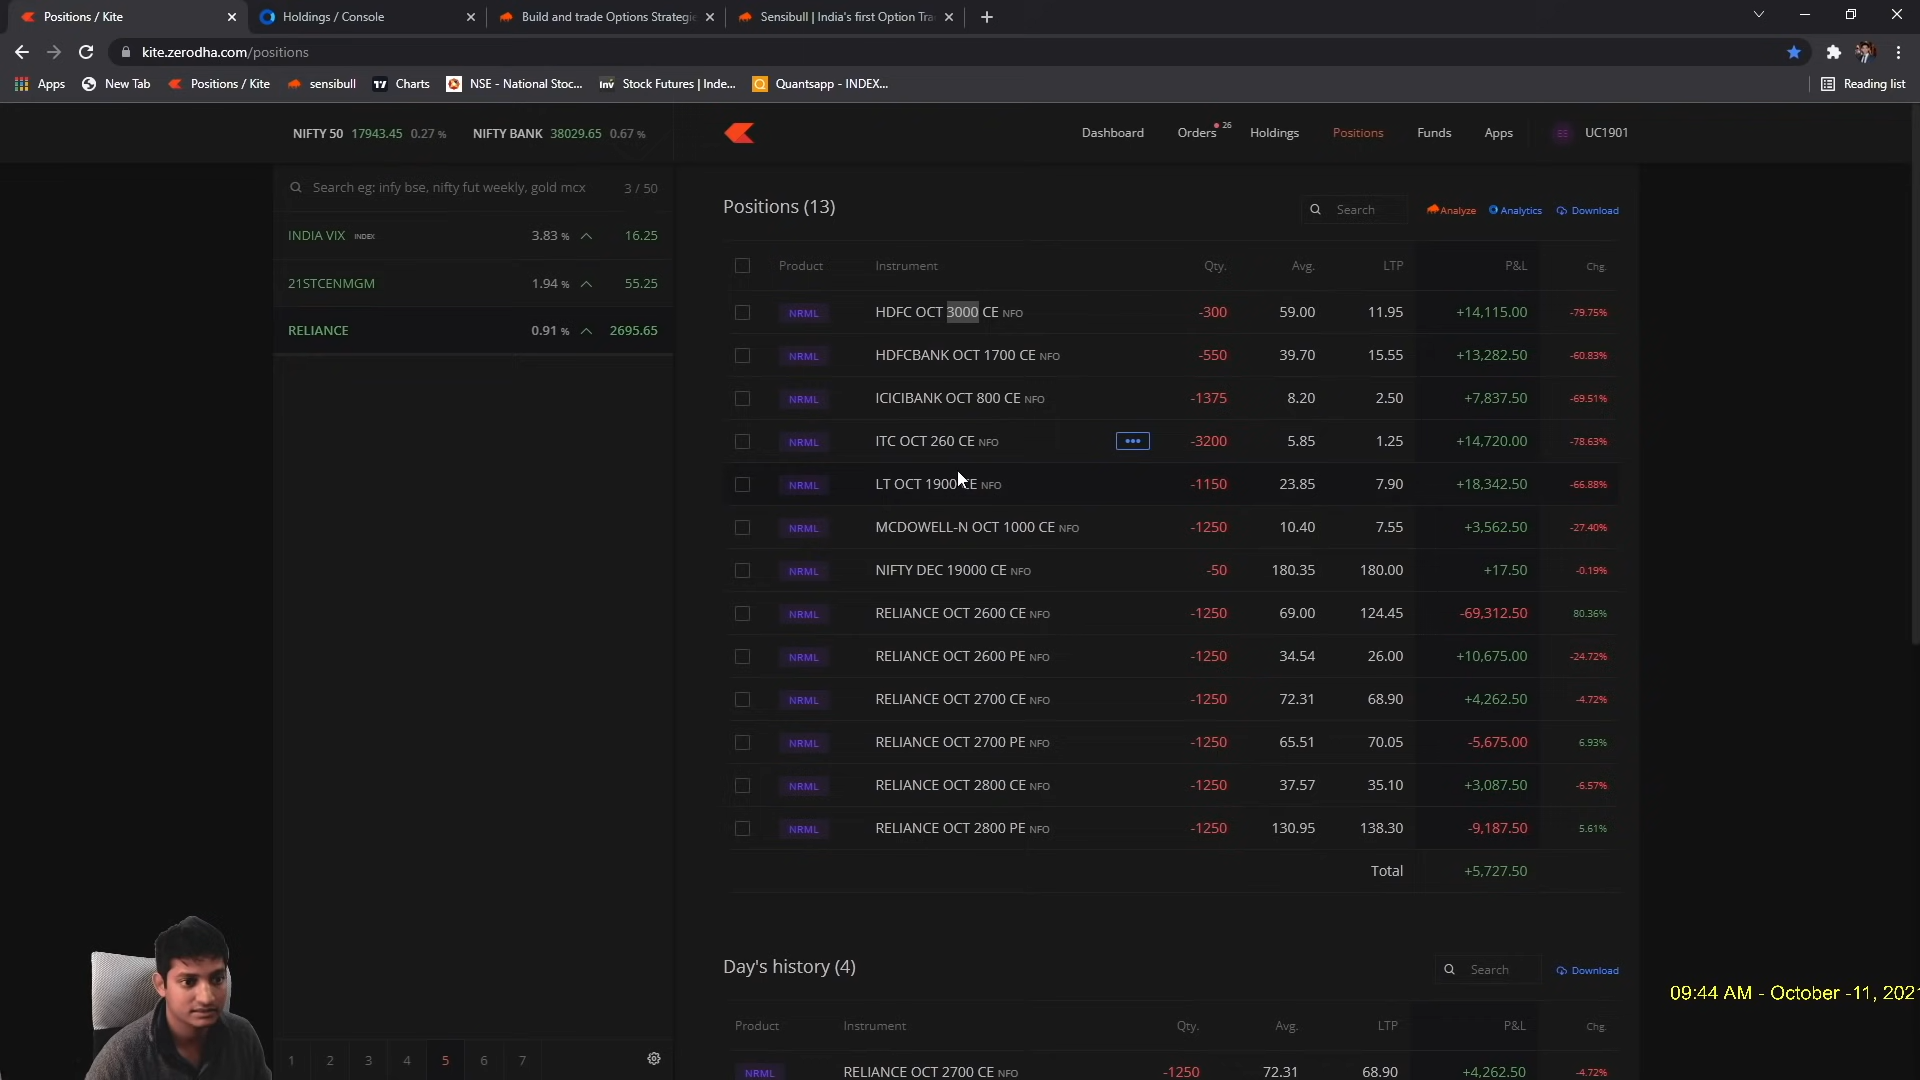 Positions / Kite
Holdings / Console
Build and trade Options Strategie
Sensibull | India's first Option Tra
kite.zerodha.com/positions
Apps
New Tab
Positions / Kite
sensibull
Charts
NSE - National Stoc...
Stock Futures | Inde...
Quantsapp - INDEX...
Reading list
NIFTY 50 17943.45 0.27 %
NIFTY BANK 38029.65 0.67 %
Dashboard
Orders 26
Holdings
Positions
Funds
Apps
UC1901
Search eg: infy bse, nifty fut weekly, gold mcx 3 / 50
INDIA VIX INDEX 3.83 % 16.25
21STCENMGM 1.94 % 55.25
RELIANCE 0.91 % 2695.65
1 2 3 4 5 6 7
Positions (13)
Search
Analyze
Analytics
Download
Product Instrument Qty. Avg. LTP P&L Chg.
NRML HDFC OCT 3000 CE NFO -300 59.00 11.95 +14,115.00 -79.75%
NRML HDFCBANK OCT 1700 CE NFO -550 39.70 15.55 +13,282.50 -60.83%
NRML ICICIBANK OCT 800 CE NFO -1375 8.20 2.50 +7,837.50 -69.51%
NRML ITC OCT 260 CE NFO ••• -3200 5.85 1.25 +14,720.00 -78.63%
NRML LT OCT 1900 CE NFO -1150 23.85 7.90 +18,342.50 -66.88%
NRML MCDOWELL-N OCT 1000 CE NFO -1250 10.40 7.55 +3,562.50 -27.40%
NRML NIFTY DEC 19000 CE NFO -50 180.35 180.00 +17.50 -0.19%
NRML RELIANCE OCT 2600 CE NFO -1250 69.00 124.45 -69,312.50 80.36%
NRML RELIANCE OCT 2600 PE NFO -1250 34.54 26.00 +10,675.00 -24.72%
NRML RELIANCE OCT 2700 CE NFO -1250 72.31 68.90 +4,262.50 -4.72%
NRML RELIANCE OCT 2700 PE NFO -1250 65.51 70.05 -5,675.00 6.93%
NRML RELIANCE OCT 2800 CE NFO -1250 37.57 35.10 +3,087.50 -6.57%
NRML RELIANCE OCT 2800 PE NFO -1250 130.95 138.30 -9,187.50 5.61%
Total +5,727.50
Day's history (4)
Search
Download
Product Instrument Qty. Avg. LTP P&L Chg.
NRML RELIANCE OCT 2700 CE NFO -1250 72.31 68.90 +4,262.50 -4.72%
09:44 AM - October -11, 202